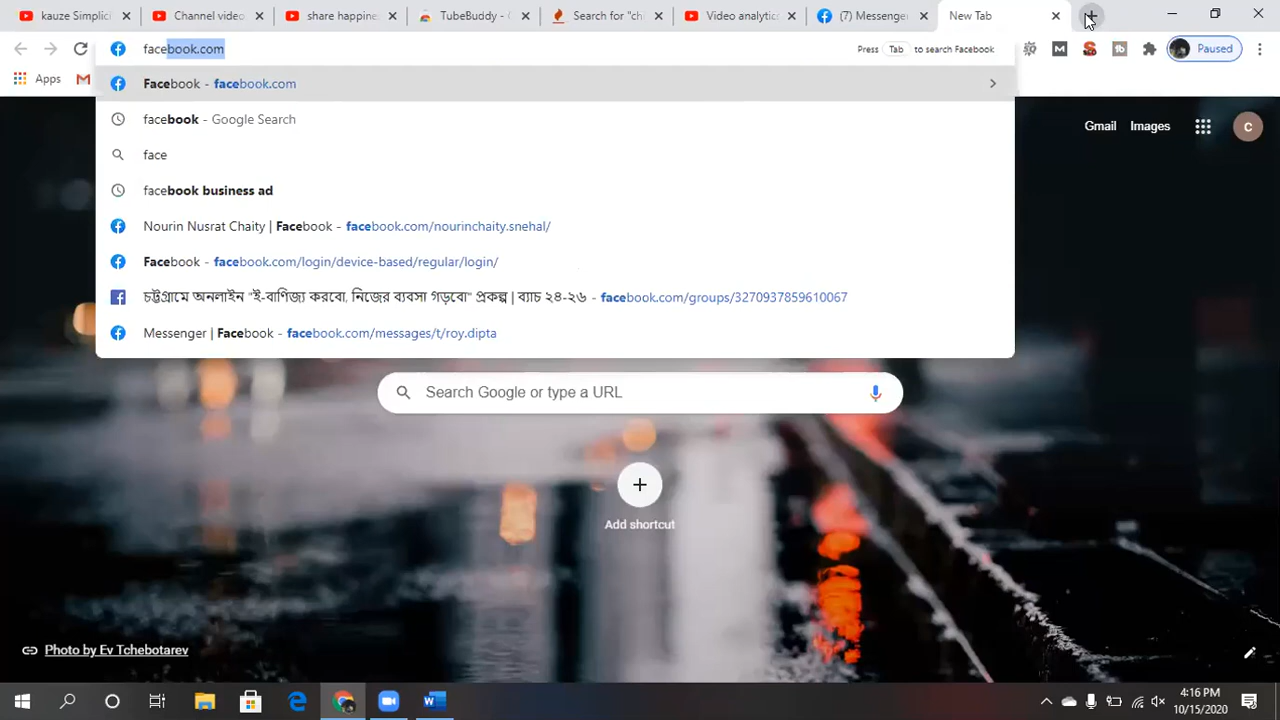 kauze Simplici
Channel video
share happine
TubeBuddy - C
Search for "ch
Video analytic
(7) Messenger
New Tab
facebook.com
Press Tab to search Facebook
Paused
Apps
Facebook - facebook.com
facebook - Google Search
face
facebook business ad
Nourin Nusrat Chaity | Facebook - facebook.com/nourinchaity.snehal/
Facebook - facebook.com/login/device-based/regular/login/
চট্টগ্রামে অনলাইন "ই-বাণিজ্য করবো, নিজের ব্যবসা গড়বো" প্রকল্প | ব্যাচ ২৪-২৬ - facebook.com/groups/3270937859610067
Messenger | Facebook - facebook.com/messages/t/roy.dipta
Gmail
Images
C
Search Google or type a URL
Add shortcut
Photo by Ev Tchebotarev
4:16 PM
10/15/2020